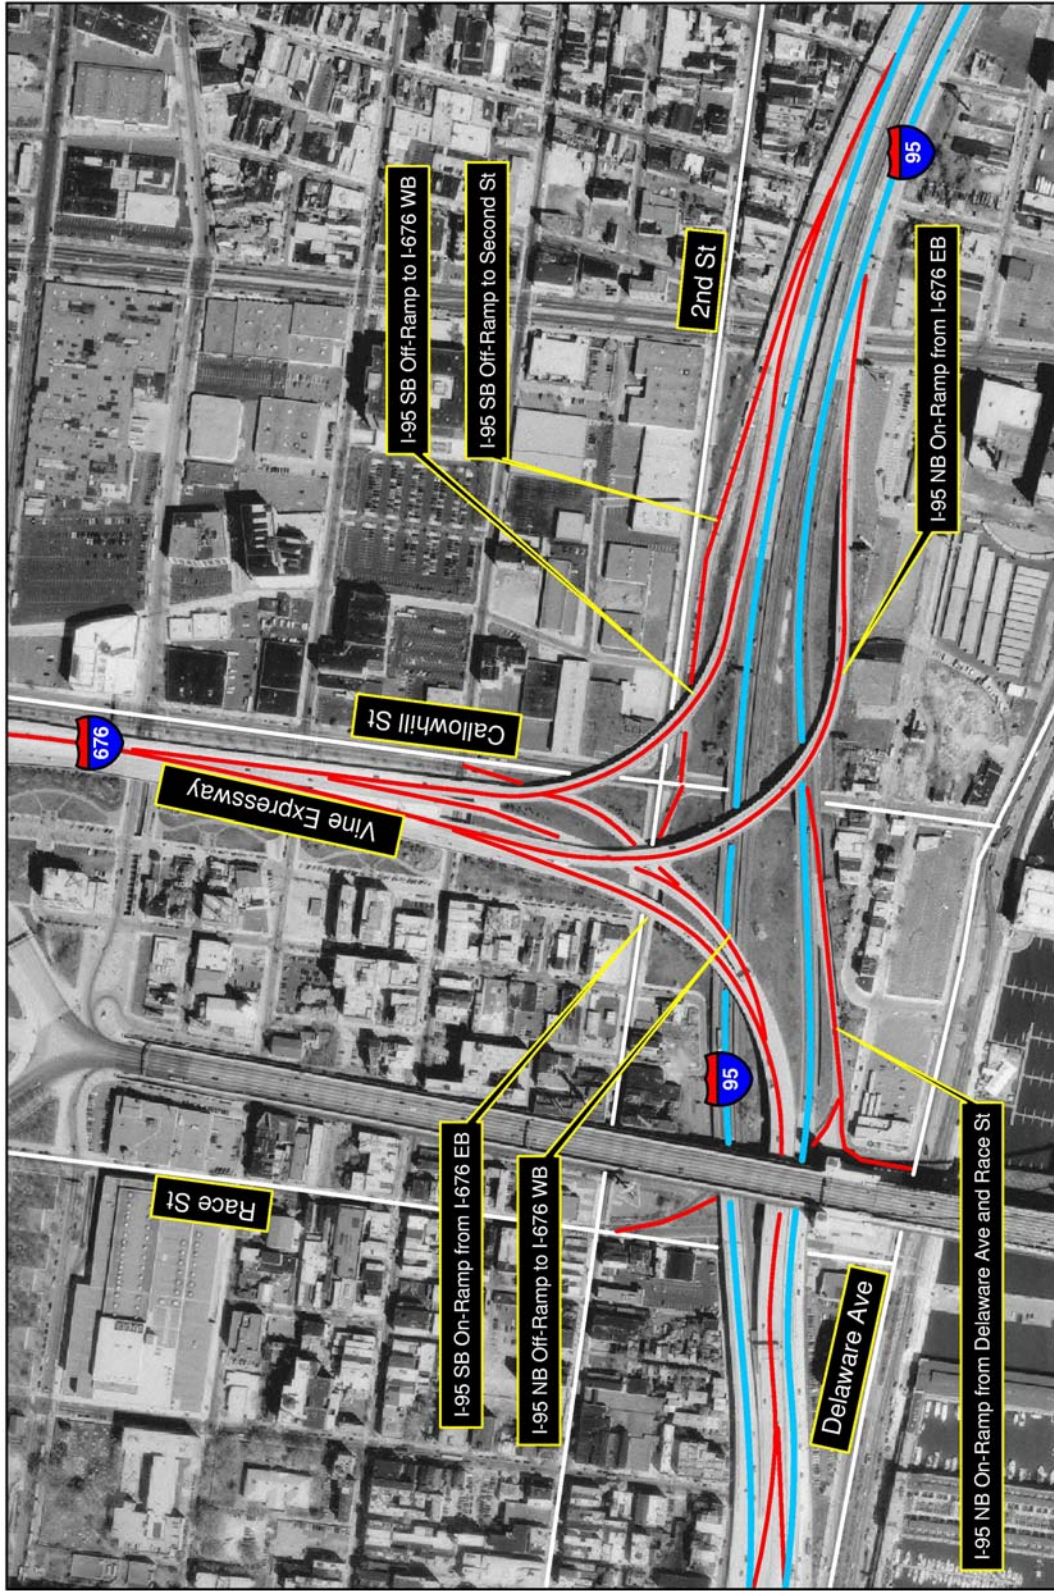 I-95 SB Off-Ramp to I-676 WB
I-95 SB Off-Ramp to Second St
2nd St
95
I-95 NB On-Ramp from I-676 EB
676
Callowhill St
Vine Expressway
95
Race St
I-95 SB On-Ramp from I-676 EB
I-95 NB Off-Ramp to I-676 WB
Delaware Ave
I-95 NB On-Ramp from Delaware Ave and Race St